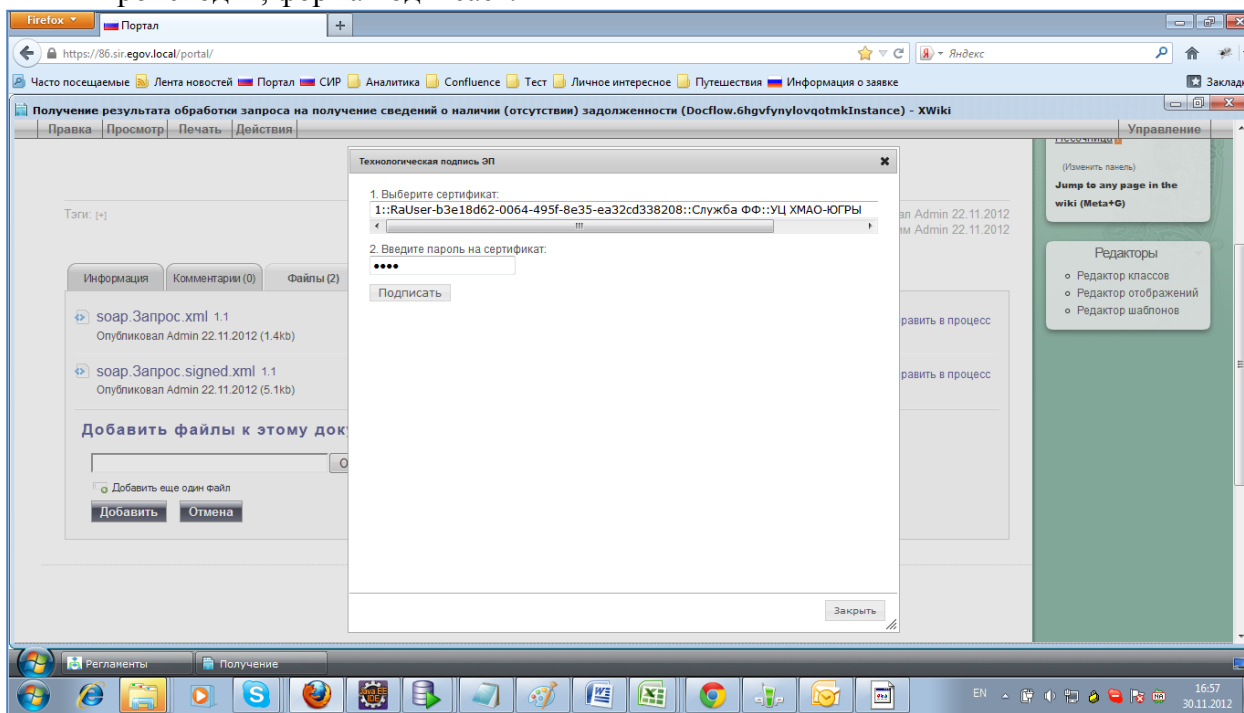 Firefox
Портал
+
https://86.sir.egov.local/portal/
Яндекс
Часто посещаемые Лента новостей Портал СИР Аналитика Confluence Тест Личное интересное Путешествия Информация о заявке
Получение результата обработки запроса на получение сведений о наличии (отсутствии) задолженности (Docflow.6hgvfynylovqotmkInstance) - XWiki
Правка Просмотр Печать Действия
Управление
Технологическая подпись ЭП
1. Выберите сертификат:
1::RaUser-b3e18d62-0064-495f-8e35-ea32cd338208::Служба ФФ::УЦ ХМАО-ЮГРЫ
2. Введите пароль на сертификат:
••••
Подписать
Закрыть
(Изменить панель)
Jump to any page in the
wiki (Meta+G)
Тэги: [+]
Admin 22.11.2012
Admin 22.11.2012
Редакторы
Редактор классов
Редактор отображений
Редактор шаблонов
Информация Комментарии (0) Файлы (2)
soap.Запрос.xml 1.1
Опубликовал Admin 22.11.2012 (1.4kb)
равить в процесс
soap.Запрос.signed.xml 1.1
Опубликовал Admin 22.11.2012 (5.1kb)
равить в процесс
Добавить файлы к этому док
Добавить еще один файл
Добавить Отмена
Регламенты Получение
EN
16:57
30.11.2012